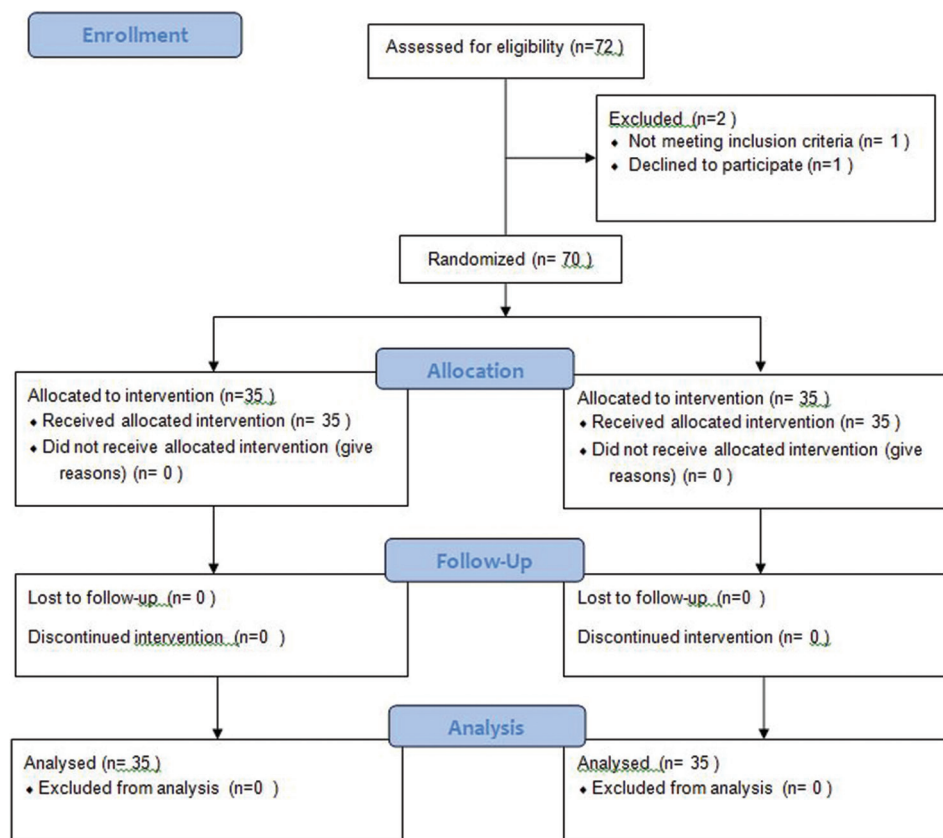 Enrollment
Assessed for eligibility (n=72)
Excluded (n=2 )
♦ Not meeting inclusion criteria (n= 1 )
♦ Declined to participate (n=1 )
Randomized (n= 70)
Allocation
Allocated to intervention (n=35 )
♦ Received allocated intervention (n= 35 )
♦ Did not receive allocated intervention (give
reasons) (n= 0 )
Allocated to intervention (n= 35 )
♦ Received allocated intervention (n= 35 )
♦ Did not receive allocated intervention (give
reasons) (n= 0 )
Follow-Up
Lost to follow-up (n= 0 )
Discontinued intervention (n=0 )
Lost to follow-up (n=0 )
Discontinued intervention (n= 0 )
Analysis
Analysed (n= 35 )
♦ Excluded from analysis (n=0 )
Analysed (n= 35 )
♦ Excluded from analysis (n= 0 )